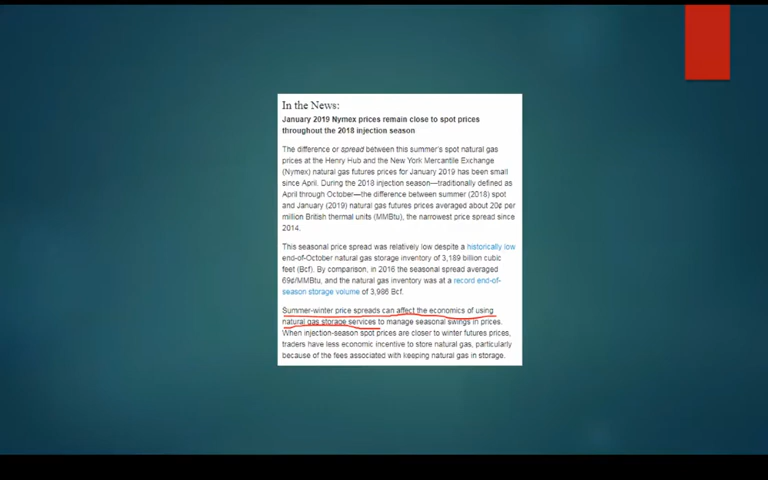 In the News:
January 2019 Nymex prices remain close to spot prices
throughout the 2018 injection season
The difference or spread between this summer's spot natural gas
prices at the Henry Hub and the New York Mercantile Exchange
(Nymex) natural gas futures prices for January 2019 has been small
since April. During the 2018 injection season—traditionally defined as
April through October—the difference between summer (2018) spot
and January (2019) natural gas futures prices averaged about 20¢ per
million British thermal units (MMBtu), the narrowest price spread since
2014.
This seasonal price spread was relatively low despite a historically low
end-of-October natural gas storage inventory of 3,189 billion cubic
feet (Bcf). By comparison, in 2016 the seasonal spread averaged
69¢/MMBtu, and the natural gas inventory was at a record end-of-
season storage volume of 3,986 Bcf.
Summer-winter price spreads can affect the economics of using
natural gas storage services to manage seasonal swings in prices.
When injection-season spot prices are closer to winter futures prices,
traders have less economic incentive to store natural gas, particularly
because of the fees associated with keeping natural gas in storage.